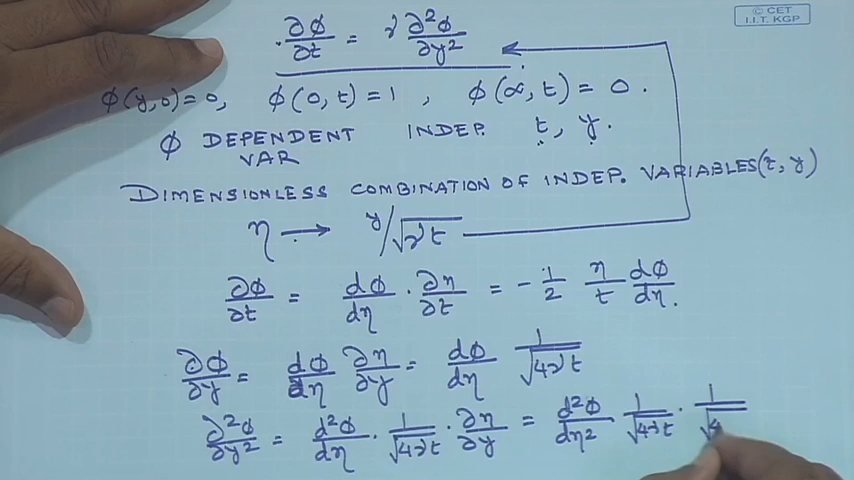 © CET
I.I.T. KGP
∂φ/∂t = ν ∂²φ/∂y²
φ(y,0)=0, φ(0,t)=1, φ(∞,t)=0.
φ DEPENDENT VAR INDEP. t, y.
DIMENSIONLESS COMBINATION OF INDEP. VARIABLES(t, y)
η → y/√νt
∂φ/∂t = dφ/dη · ∂η/∂t = -1/2 η/t dφ/dη.
∂φ/∂y = dφ/dη ∂η/∂y = dφ/dη 1/√4νt
∂²φ/∂y² = d²φ/dη · 1/√4νt · ∂η/∂y = d²φ/dη² 1/√4νt · 1/√4